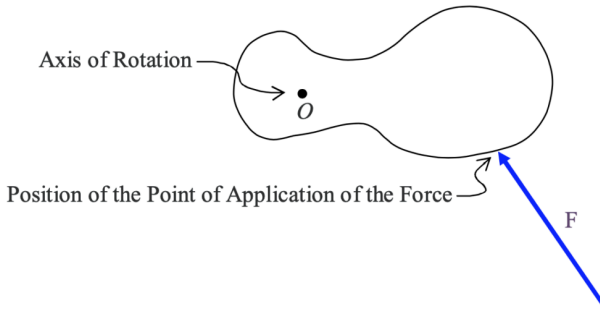 Axis of Rotation
O
Position of the Point of Application of the Force
F